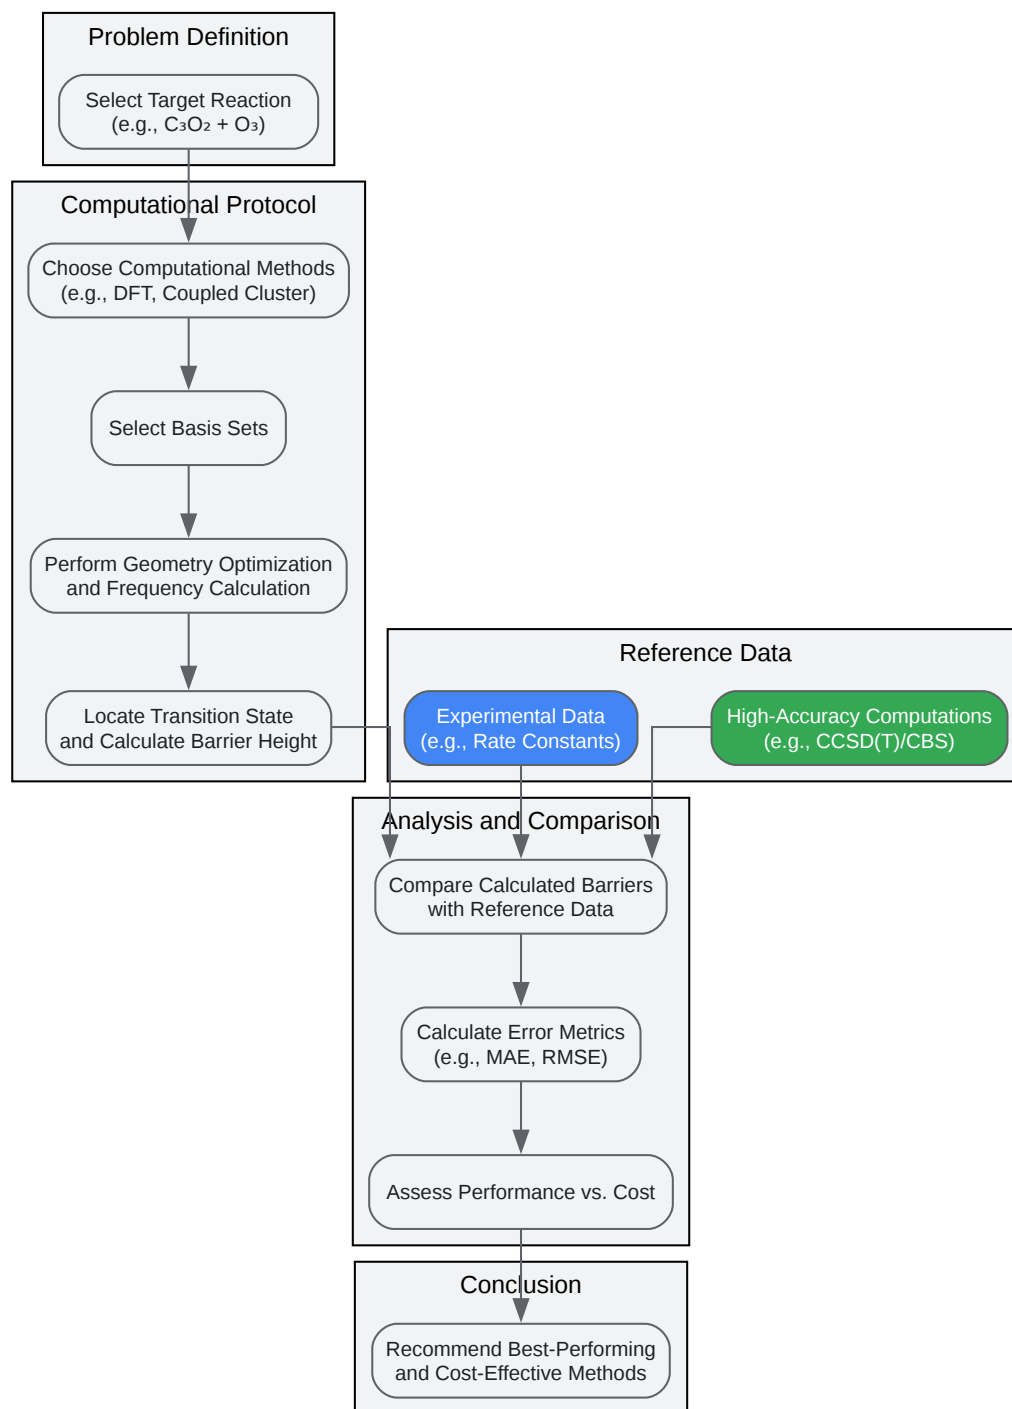 Problem Definition
Select Target Reaction
(e.g., C₃O₂ + O₃)
Computational Protocol
Choose Computational Methods
(e.g., DFT, Coupled Cluster)
Select Basis Sets
Perform Geometry Optimization
and Frequency Calculation
Locate Transition State
and Calculate Barrier Height
Reference Data
Experimental Data
(e.g., Rate Constants)
High-Accuracy Computations
(e.g., CCSD(T)/CBS)
Analysis and Comparison
Compare Calculated Barriers
with Reference Data
Calculate Error Metrics
(e.g., MAE, RMSE)
Assess Performance vs. Cost
Conclusion
Recommend Best-Performing
and Cost-Effective Methods